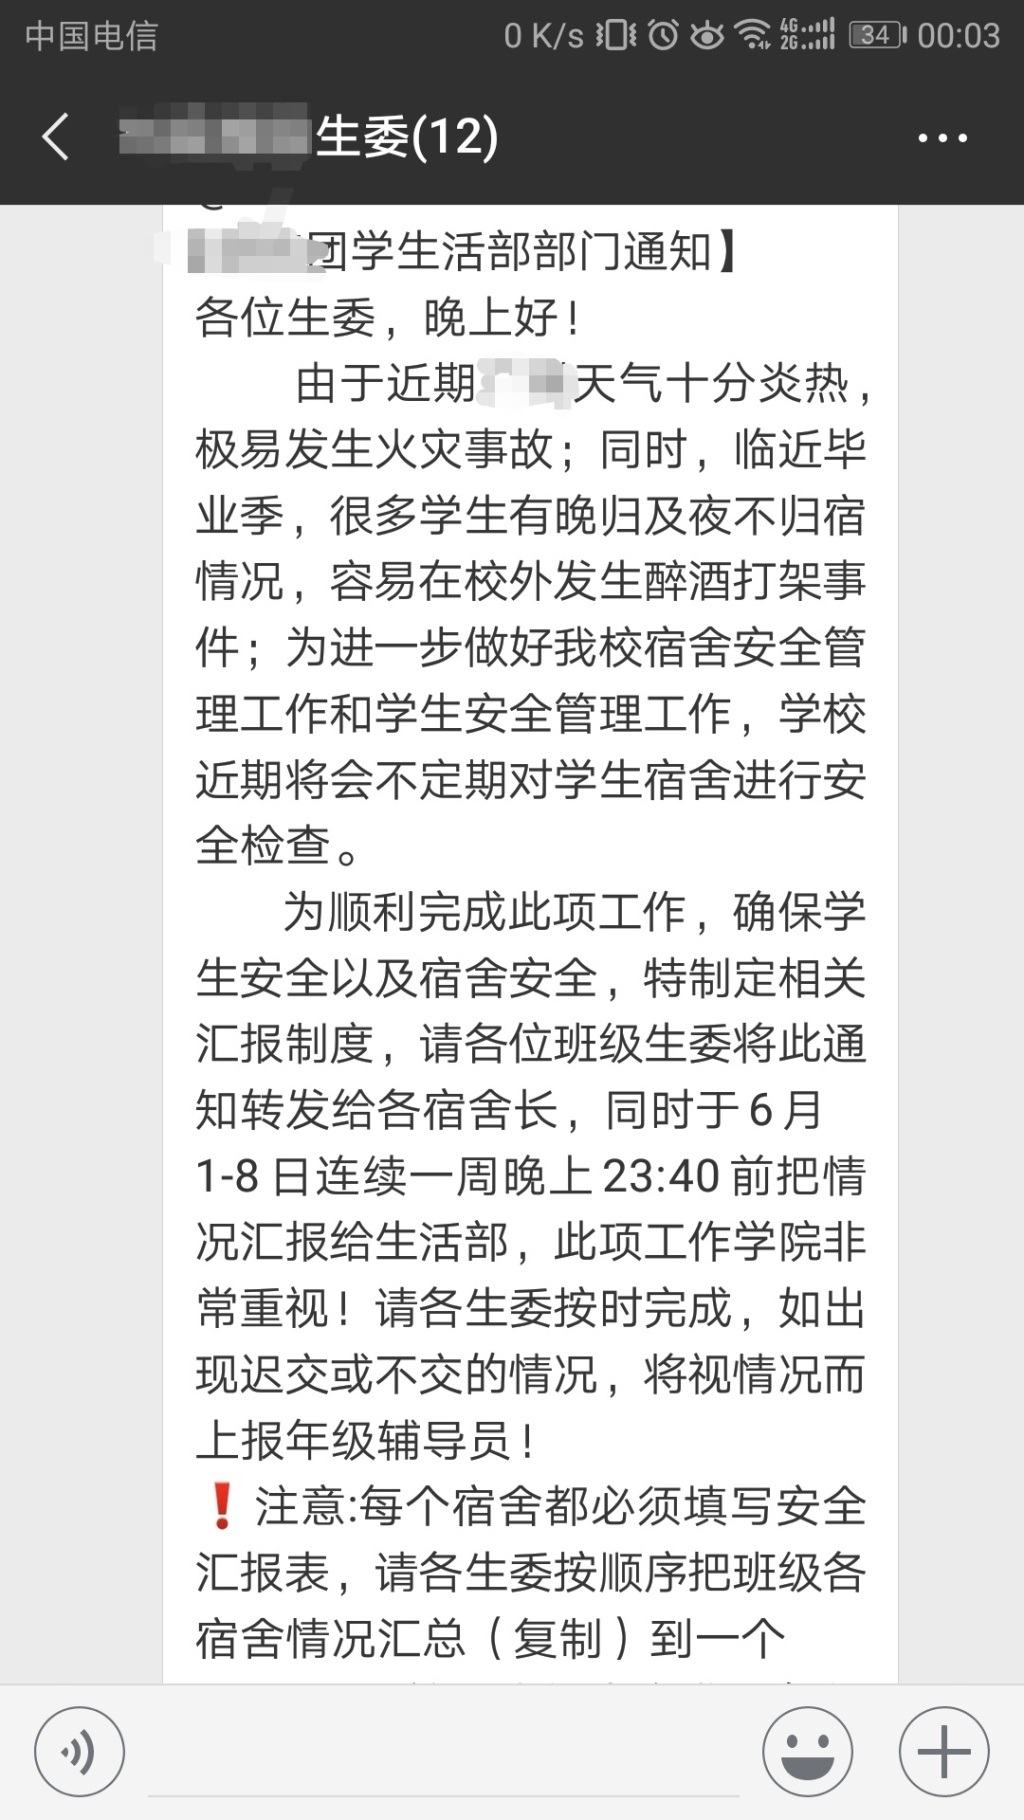 中国电信 0 K/s 4G 2G 34 00:03
生委(12)
团学生活部部门通知】
各位生委，晚上好！
由于近期天气十分炎热，
极易发生火灾事故；同时，临近毕
业季，很多学生有晚归及夜不归宿
情况，容易在校外发生醉酒打架事
件；为进一步做好我校宿舍安全管
理工作和学生安全管理工作，学校
近期将会不定期对学生宿舍进行安
全检查。
为顺利完成此项工作，确保学
生安全以及宿舍安全，特制定相关
汇报制度，请各位班级生委将此通
知转发给各宿舍长，同时于6月
1-8日连续一周晚上23:40前把情
况汇报给生活部，此项工作学院非
常重视！请各生委按时完成，如出
现迟交或不交的情况，将视情况而
上报年级辅导员！
❗注意:每个宿舍都必须填写安全
汇报表，请各生委按顺序把班级各
宿舍情况汇总（复制）到一个